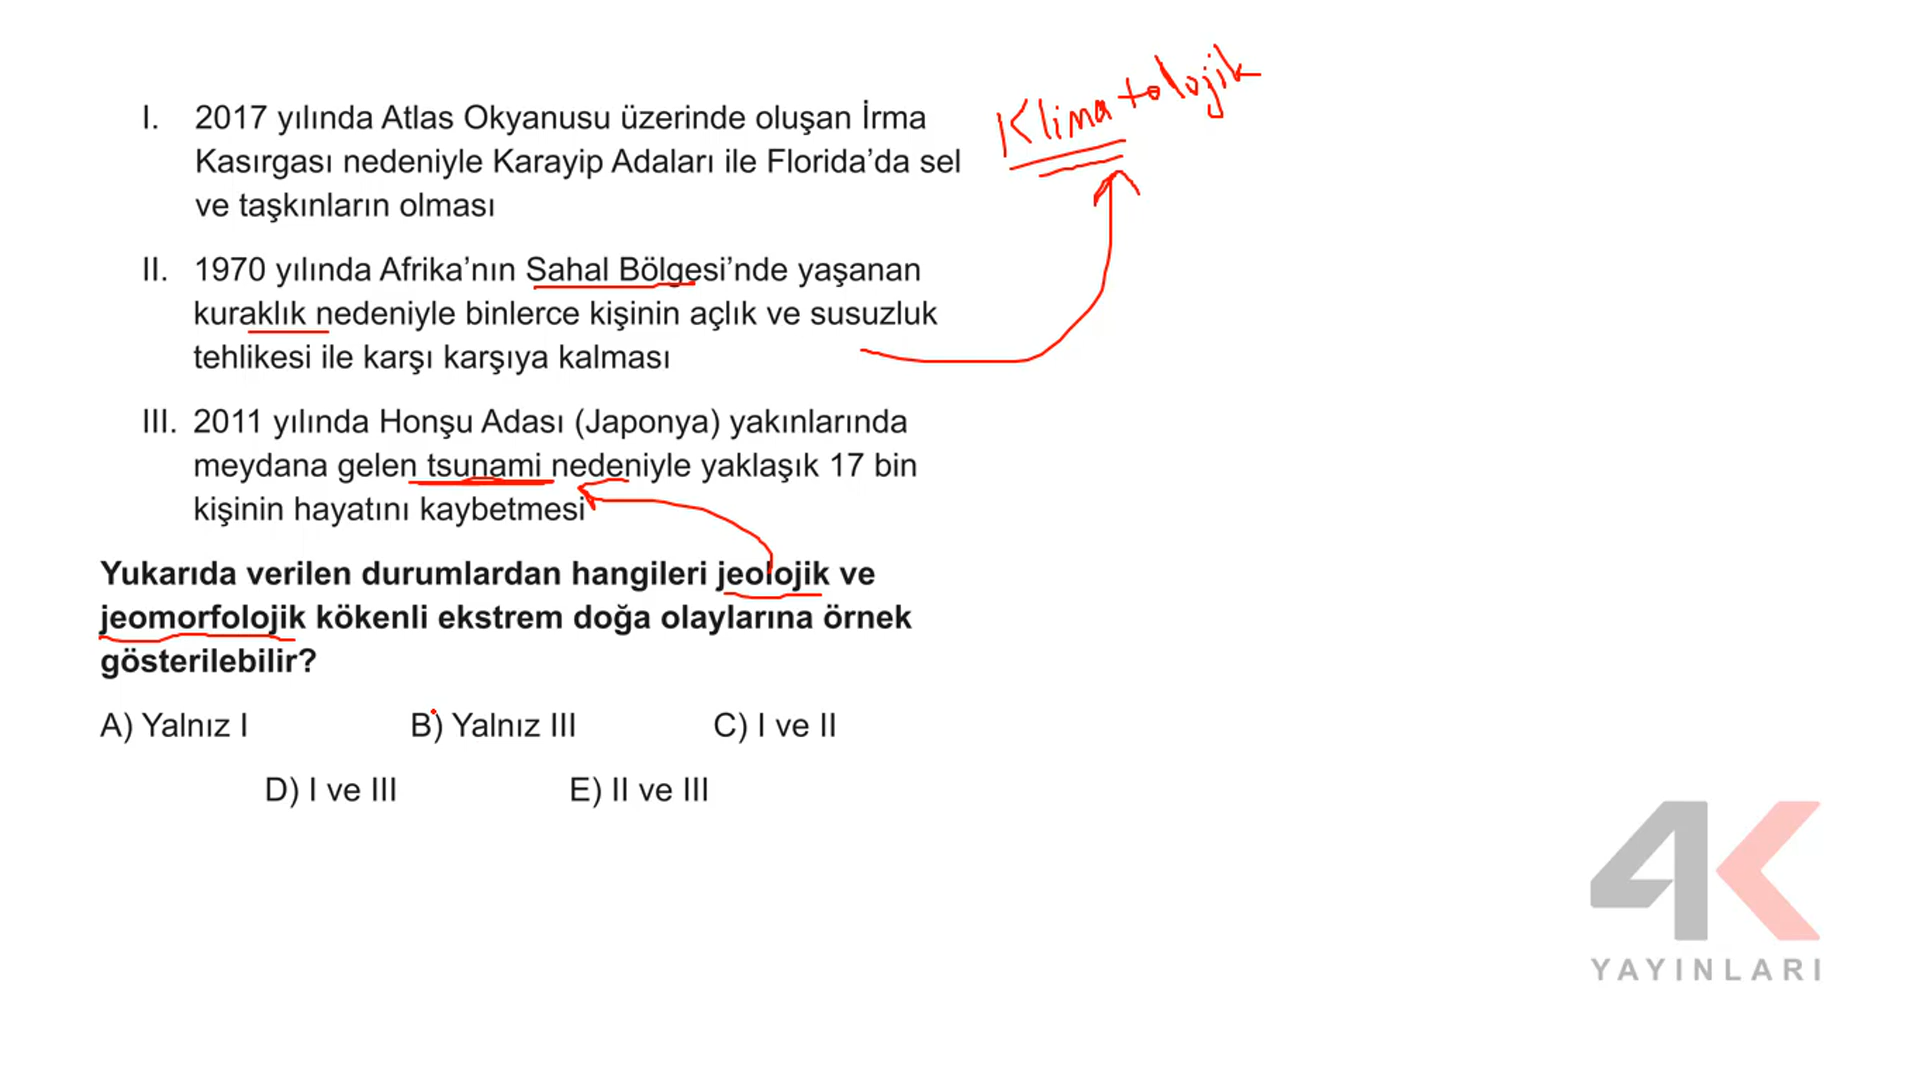 I. 2017 yılında Atlas Okyanusu üzerinde oluşan İrma
Kasırgası nedeniyle Karayip Adaları ile Florida’da sel
ve taşkınların olması
Klimatolojik
II. 1970 yılında Afrika’nın Sahal Bölgesi’nde yaşanan
kuraklık nedeniyle binlerce kişinin açlık ve susuzluk
tehlikesi ile karşı karşıya kalması
III. 2011 yılında Honşu Adası (Japonya) yakınlarında
meydana gelen tsunami nedeniyle yaklaşık 17 bin
kişinin hayatını kaybetmesi
Yukarıda verilen durumlardan hangileri jeolojik ve
jeomorfolojik kökenli ekstrem doğa olaylarına örnek
gösterilebilir?
A) Yalnız I B) Yalnız III C) I ve II
D) I ve III E) II ve III
4K
YAYINLARI